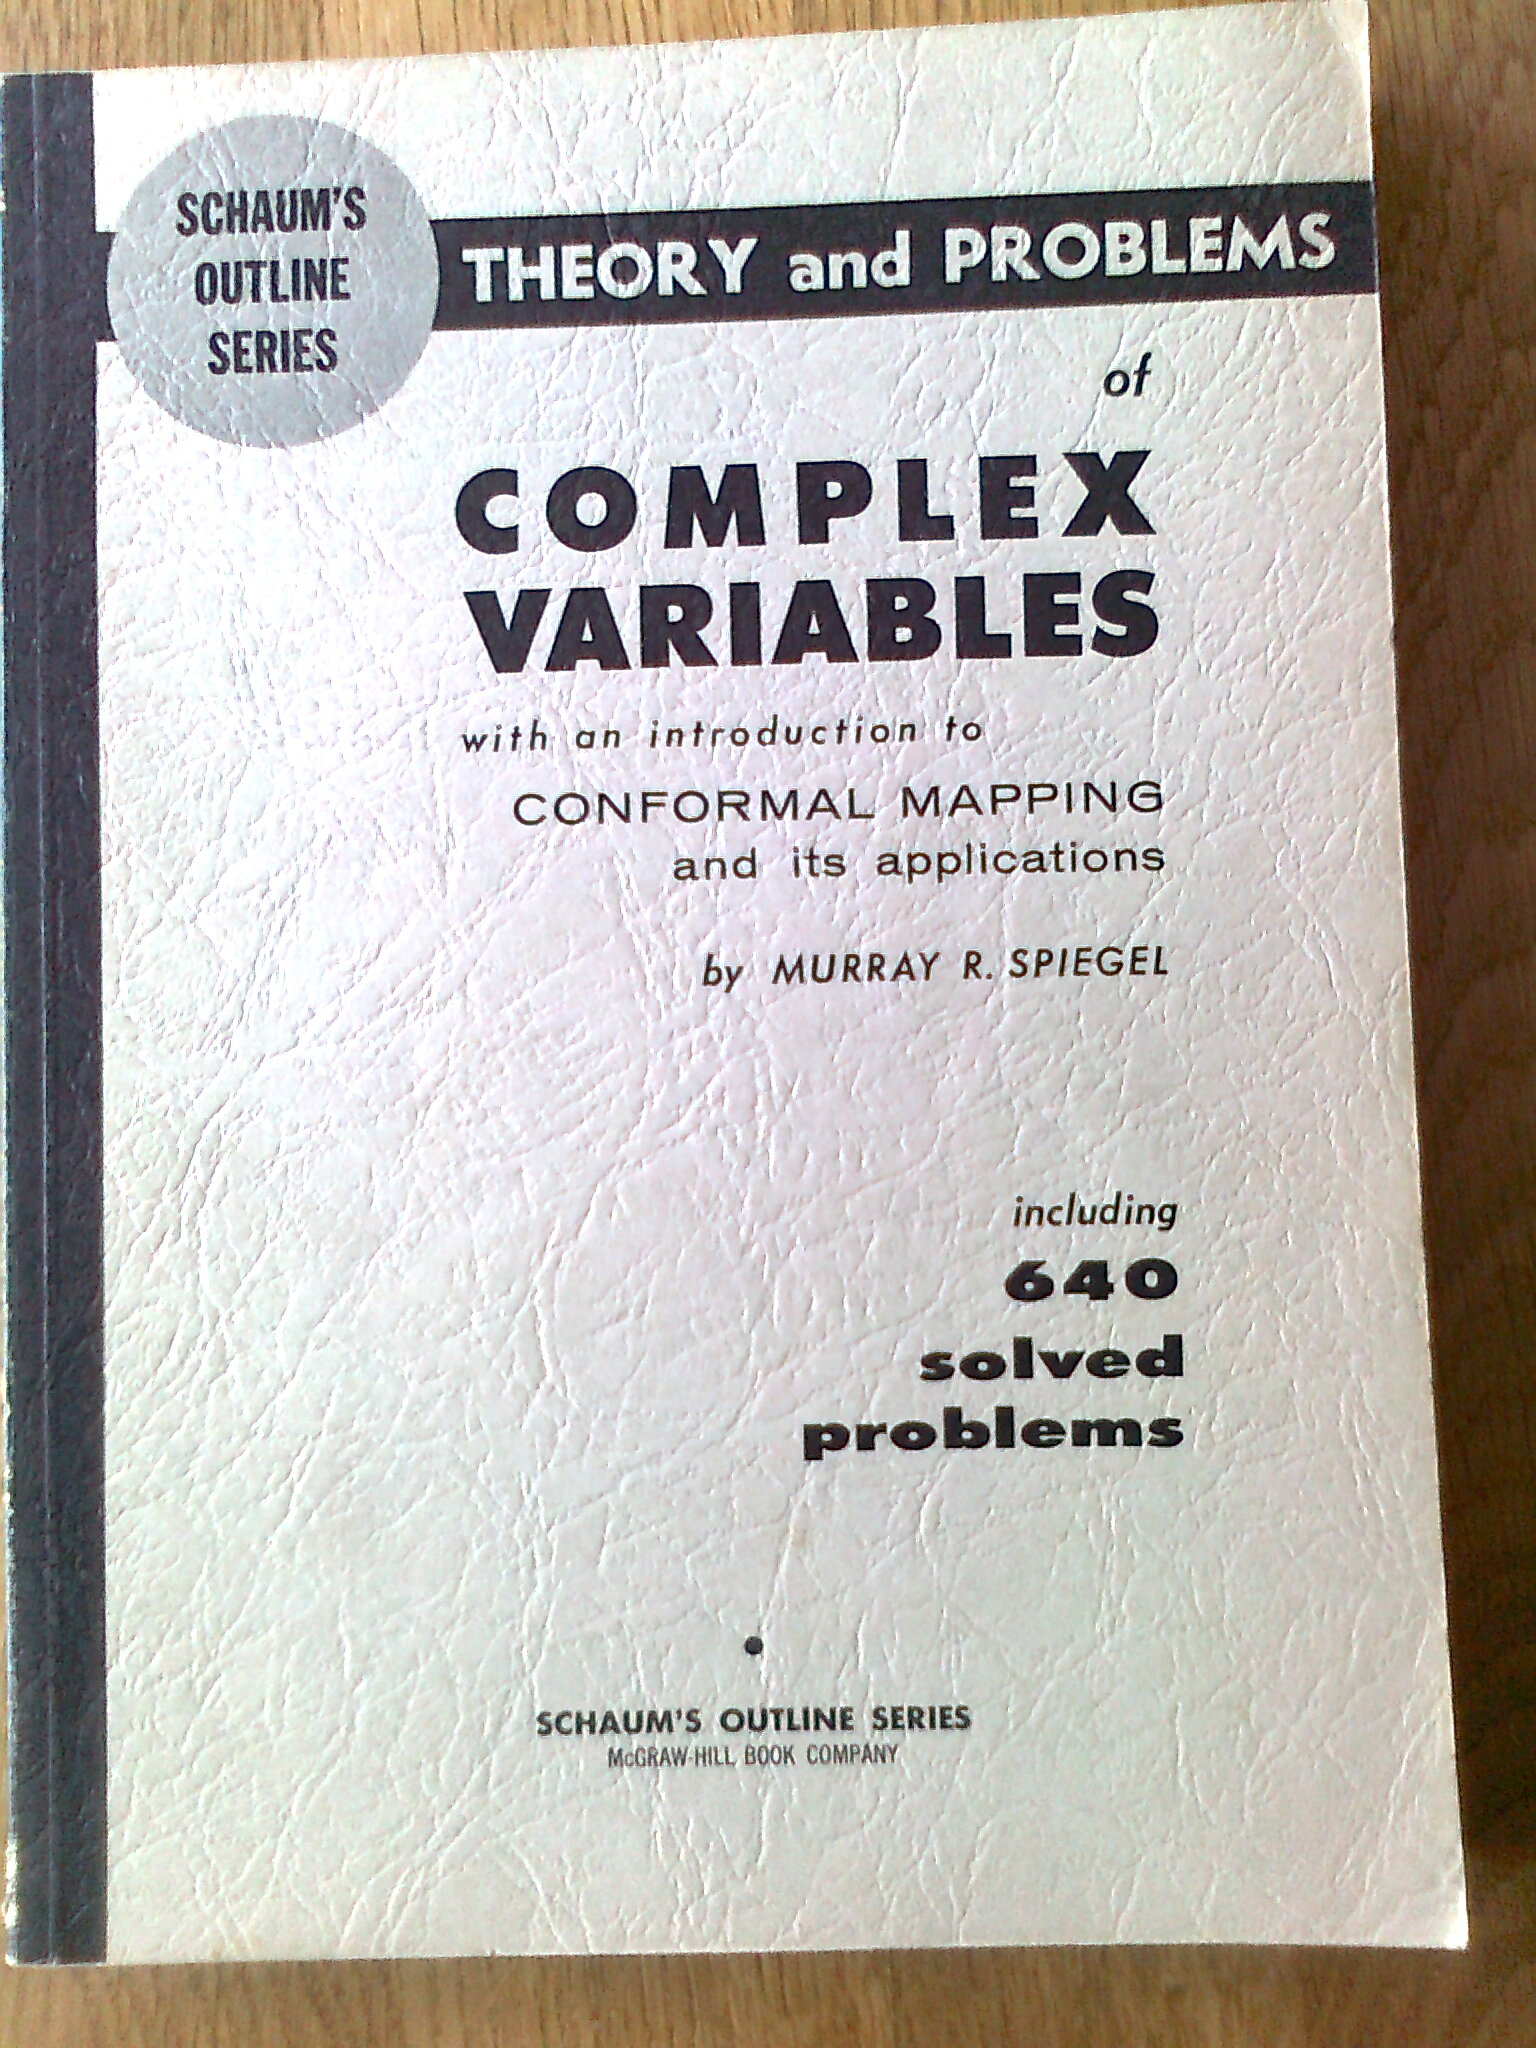 SCHAUM'S
OUTLINE
SERIES
THEORY and PROBLEMS
of
COMPLEX
VARIABLES
with an introduction to
CONFORMAL MAPPING
and its applications
by MURRAY R. SPIEGEL
including
640
solved
problems
SCHAUM'S OUTLINE SERIES
McGRAW-HILL BOOK COMPANY